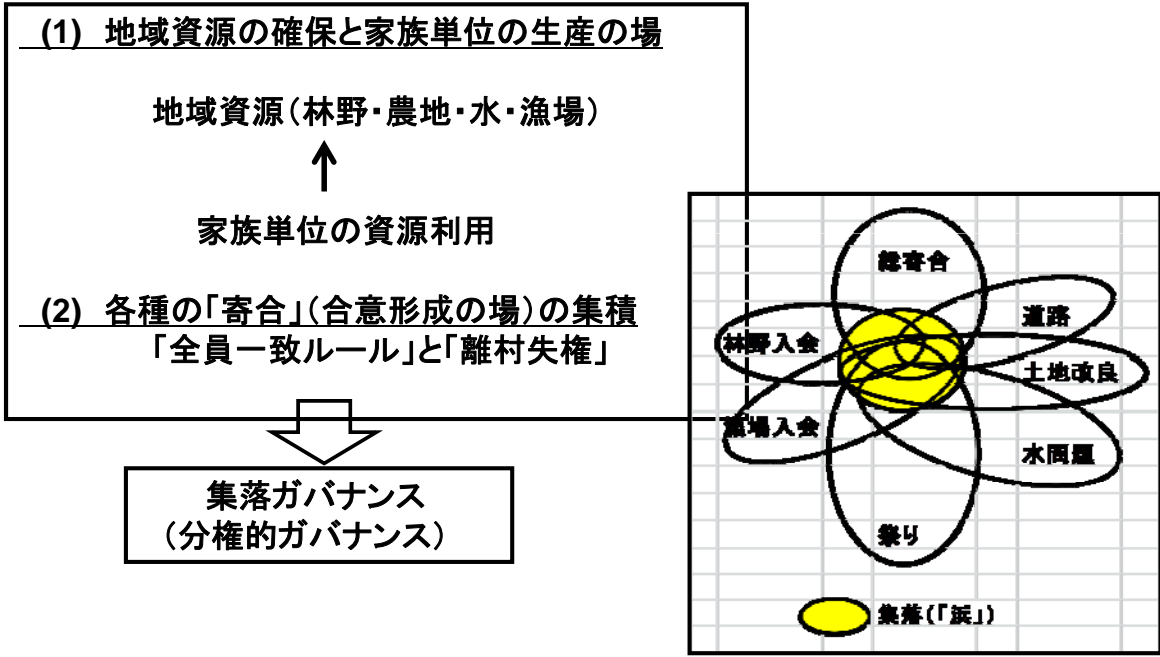 (1) 地域資源の確保と家族単位の生産の場
地域資源（林野・農地・水・漁場）
家族単位の資源利用
(2) 各種の「寄合」（合意形成の場）の集積
「全員一致ルール」と「離村失権」
集落ガバナンス
（分権的ガバナンス）
総寄合
道路
林野入会
土地改良
漁場入会
水問題
祭り
集落(「浜」)